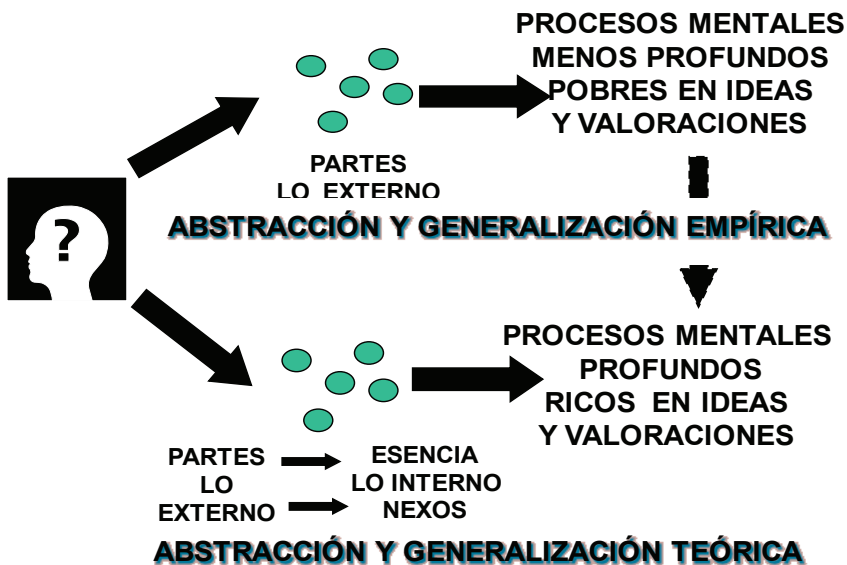 PROCESOS MENTALES
MENOS PROFUNDOS
POBRES EN IDEAS
Y VALORACIONES
PARTES
LO EXTERNO
ABSTRACCIÓN Y GENERALIZACIÓN EMPÍRICA
?
PROCESOS MENTALES
PROFUNDOS
RICOS EN IDEAS
Y VALORACIONES
PARTES
LO
EXTERNO
ESENCIA
LO INTERNO
NEXOS
ABSTRACCIÓN Y GENERALIZACIÓN TEÓRICA